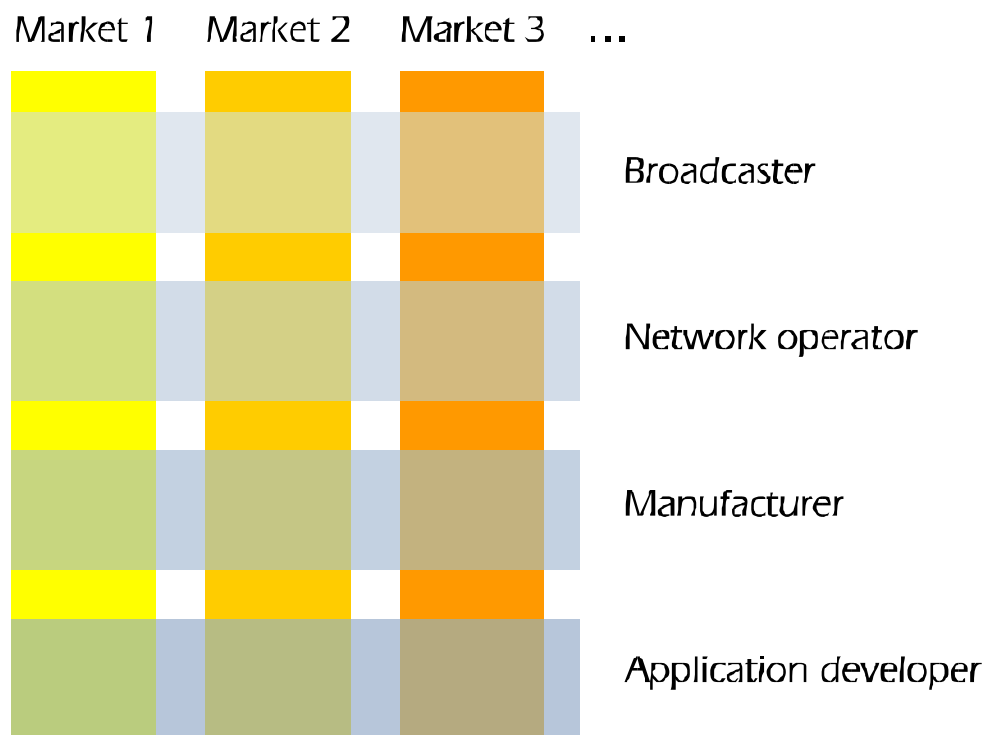 Market 1 Market 2 Market 3 ...
Broadcaster
Network operator
Manufacturer
Application developer